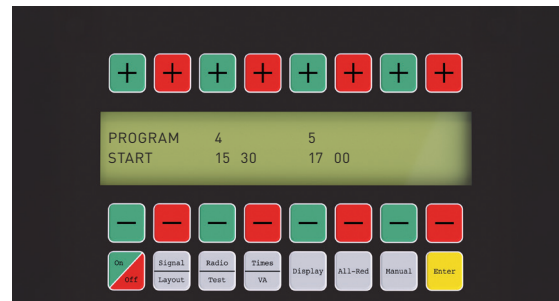 + + + + + + + +
PROGRAM 4 5
START 15 30 17 00
- - - - - - - -
On Off
Signal Layout
Radio Test
Times VA
Display
All-Red
Manual
Enter